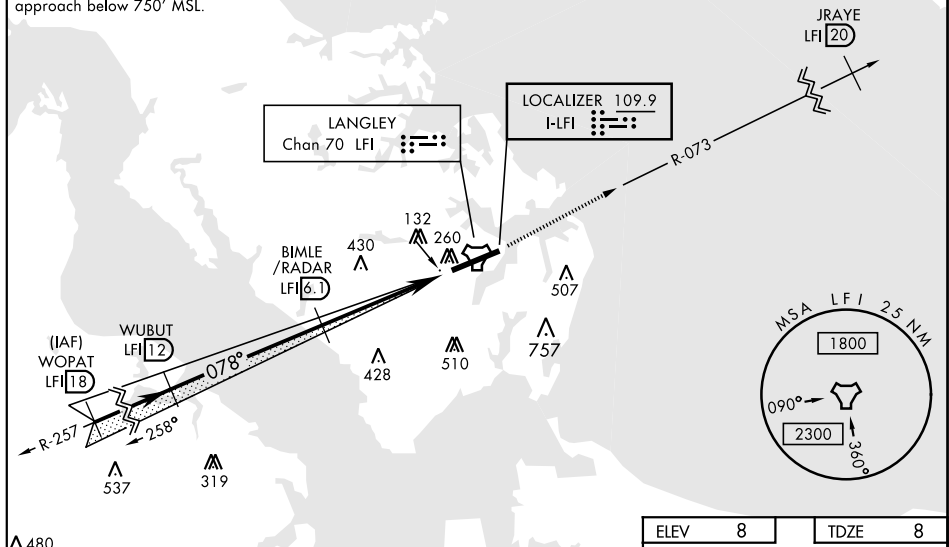 approach below 750' MSL.
JRAYE
LFI 20
LOCALIZER 109.9
I-LFI
LANGLEY
Chan 70 LFI
R-073
132
260
430
BIMLE
/RADAR
LFI 6.1
507
757
510
428
WUBUT
LFI 12
(IAF)
WOPAT
LFI 18
078°
R-257
258°
537
319
480
MSA LFI 25 NM
1800
090°
2300
360°
ELEV 8
TDZE 8